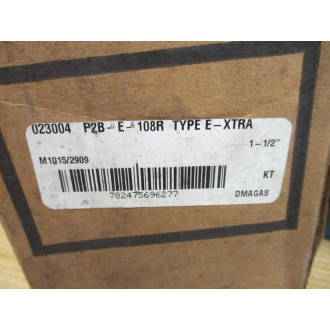 023004 P2B-E-108R TYPE E-XTRA
1-1/2"
M1015/2909
KT
782475696277 DMAGAS